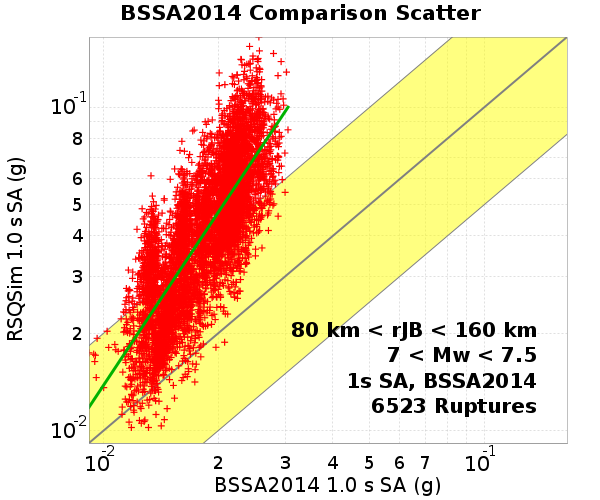 BSSA2014 Comparison Scatter
RSQSim 1.0 s SA (g)
10^-1
8
6
5
4
3
2
10^-2
80 km < rJB < 160 km
7 < Mw < 7.5
1s SA, BSSA2014
6523 Ruptures
10^-2 2 3 4 5 6 7 10^-1
BSSA2014 1.0 s SA (g)